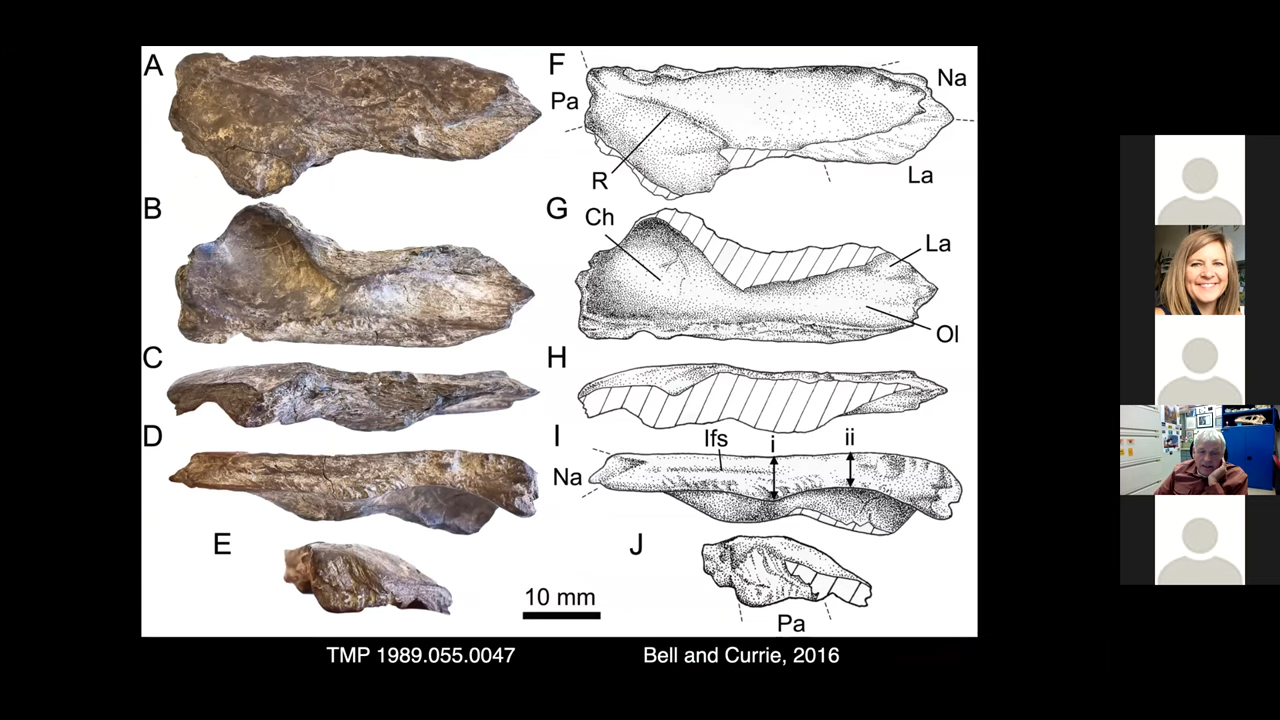 A
F
Na
Pa
R
La
B
G
Ch
La
Ol
C
H
D
I
Ifs
i
ii
Na
E
J
10 mm
Pa
TMP 1989.055.0047
Bell and Currie, 2016